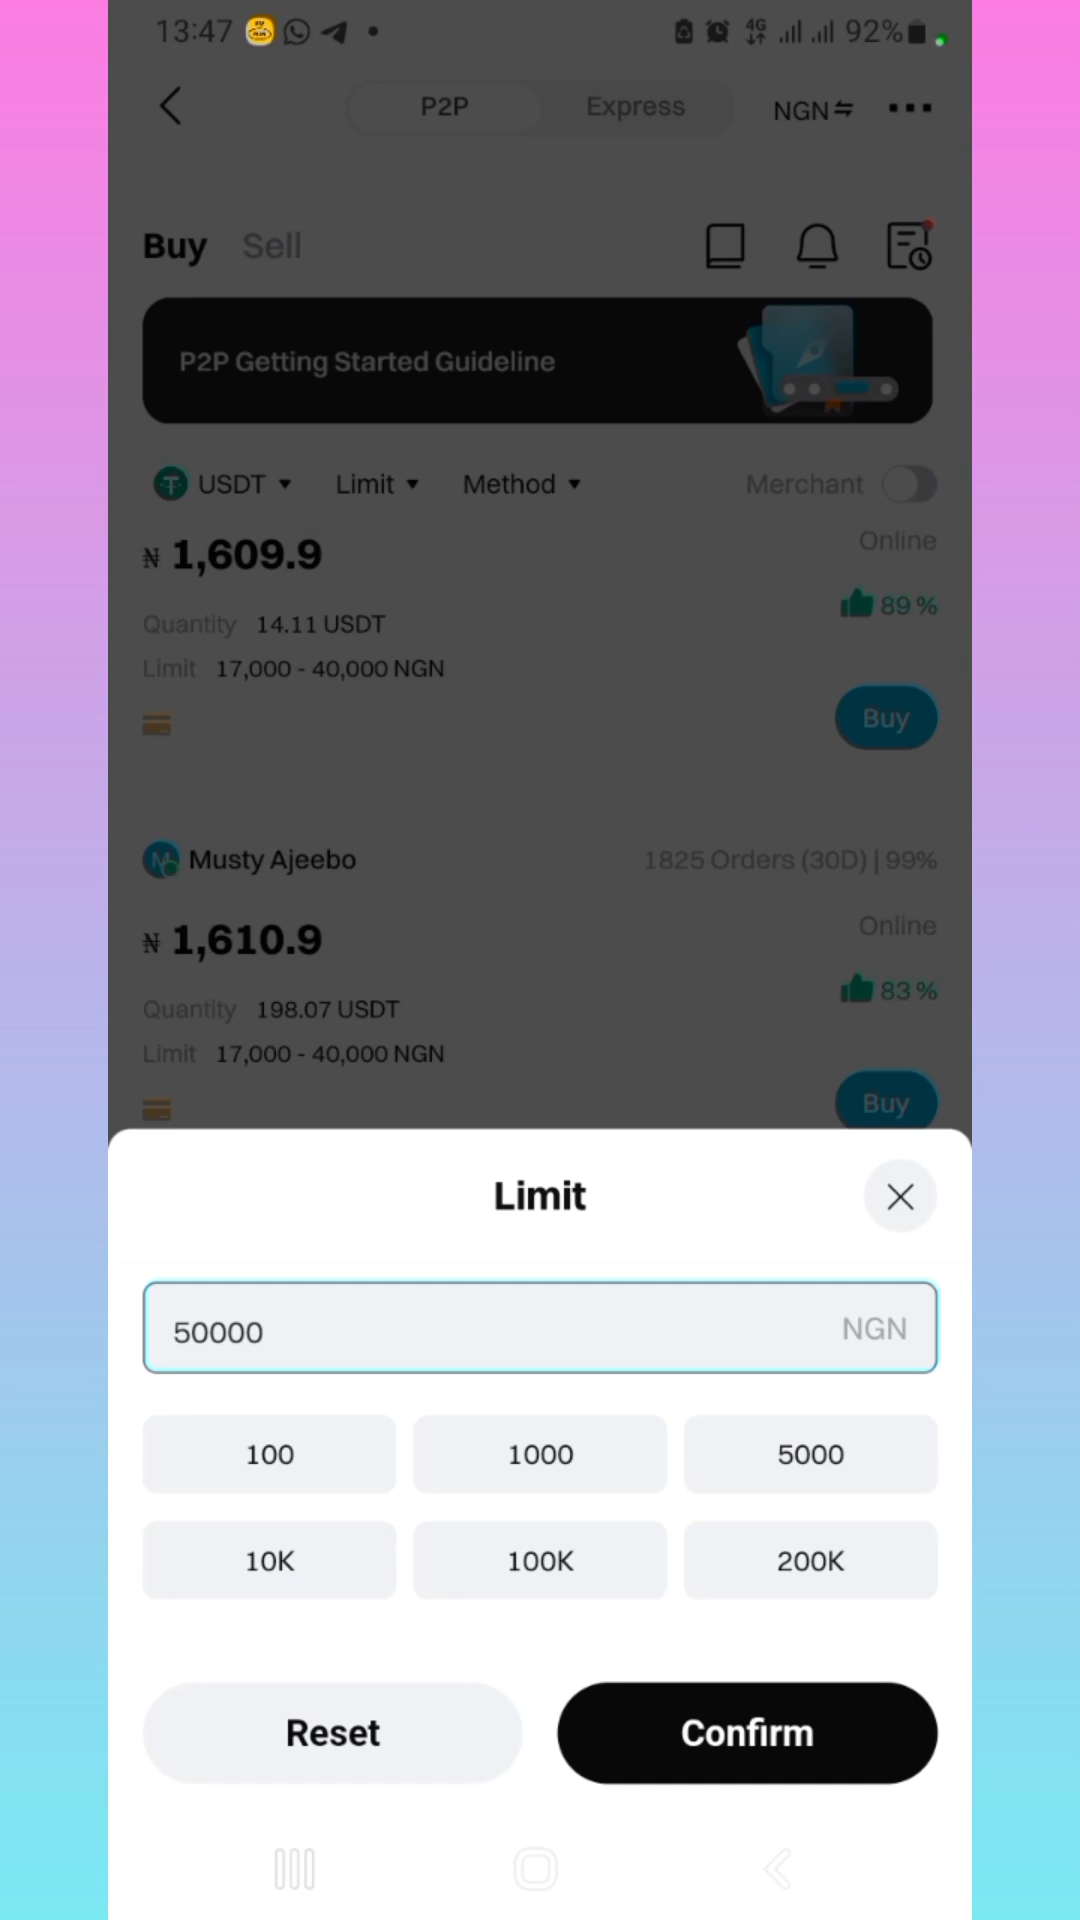 13:47
4G
92%
P2P
Express
NGN
Buy
Sell
P2P Getting Started Guideline
USDT
Limit
Method
Merchant
₦ 1,609.9
Online
89 %
Quantity 14.11 USDT
Limit 17,000 - 40,000 NGN
Buy
M
Musty Ajeebo
1825 Orders (30D) | 99%
₦ 1,610.9
Online
83 %
Quantity 198.07 USDT
Limit 17,000 - 40,000 NGN
Buy
Limit
50000 NGN
100 1000 5000
10K 100K 200K
Reset
Confirm